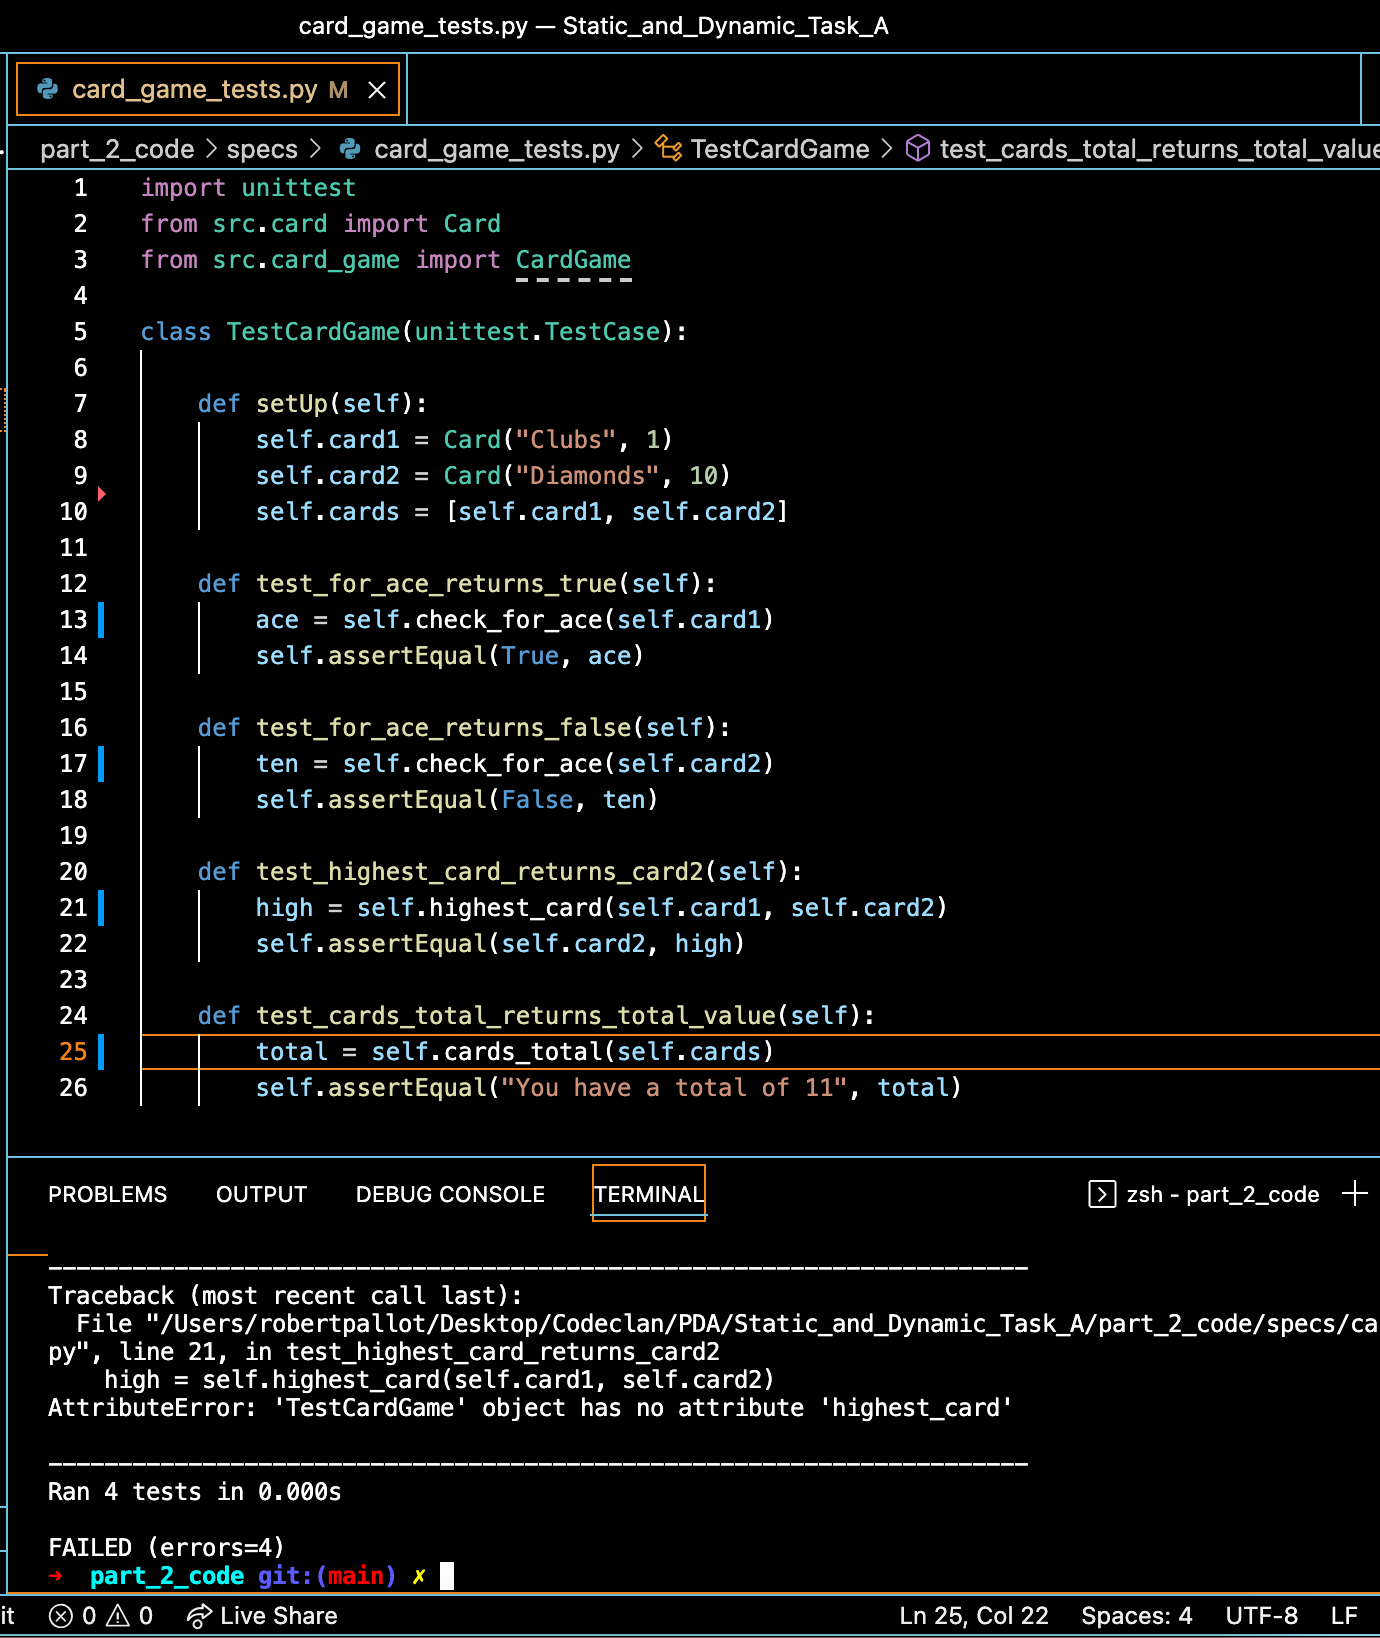 card_game_tests.py — Static_and_Dynamic_Task_A
card_game_tests.py M
part_2_code > specs > card_game_tests.py > TestCardGame > test_cards_total_returns_total_value
1 import unittest
2 from src.card import Card
3 from src.card_game import CardGame
4
5 class TestCardGame(unittest.TestCase):
6
7 def setUp(self):
8 self.card1 = Card("Clubs", 1)
9 self.card2 = Card("Diamonds", 10)
10 self.cards = [self.card1, self.card2]
11
12 def test_for_ace_returns_true(self):
13 ace = self.check_for_ace(self.card1)
14 self.assertEqual(True, ace)
15
16 def test_for_ace_returns_false(self):
17 ten = self.check_for_ace(self.card2)
18 self.assertEqual(False, ten)
19
20 def test_highest_card_returns_card2(self):
21 high = self.highest_card(self.card1, self.card2)
22 self.assertEqual(self.card2, high)
23
24 def test_cards_total_returns_total_value(self):
25 total = self.cards_total(self.cards)
26 self.assertEqual("You have a total of 11", total)
PROBLEMS OUTPUT DEBUG CONSOLE TERMINAL zsh - part_2_code
----------------------------------------------------------------------
Traceback (most recent call last):
File "/Users/robertpallot/Desktop/Codeclan/PDA/Static_and_Dynamic_Task_A/part_2_code/specs/ca
py", line 21, in test_highest_card_returns_card2
high = self.highest_card(self.card1, self.card2)
AttributeError: 'TestCardGame' object has no attribute 'highest_card'
----------------------------------------------------------------------
Ran 4 tests in 0.000s
FAILED (errors=4)
→ part_2_code git:(main) ✗
it 0 0 Live Share Ln 25, Col 22 Spaces: 4 UTF-8 LF